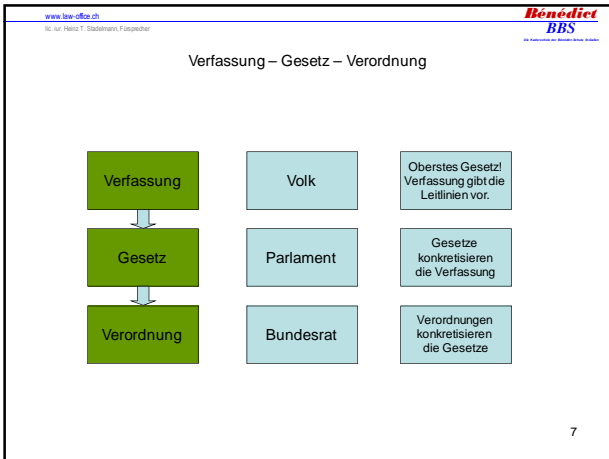 www.law-office.ch
lic. iur. Heinz T. Stadelmann, Fürsprecher
Bénédict
BBS
Verfassung – Gesetz – Verordnung
Verfassung
Volk
Oberstes Gesetz!
Verfassung gibt die
Leitlinien vor.
Gesetz
Parlament
Gesetze
konkretisieren
die Verfassung
Verordnung
Bundesrat
Verordnungen
konkretisieren
die Gesetze
7